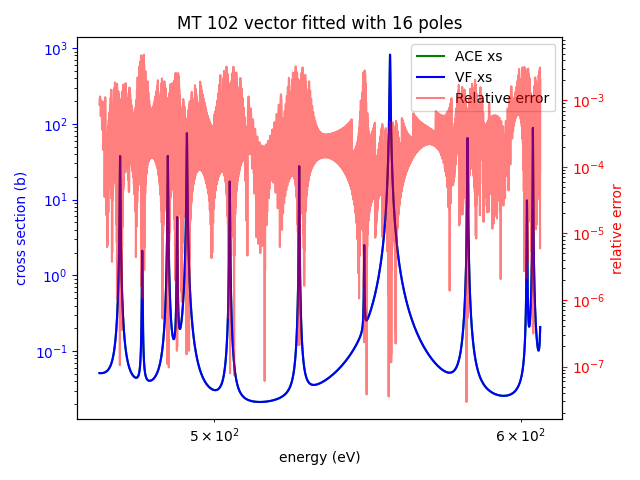 MT 102 vector fitted with 16 poles
ACE xs
VF xs
Relative error
cross section (b)
10³
10²
10¹
10⁰
10⁻¹
relative error
10⁻³
10⁻⁴
10⁻⁵
10⁻⁶
10⁻⁷
5 × 10²
6 × 10²
energy (eV)